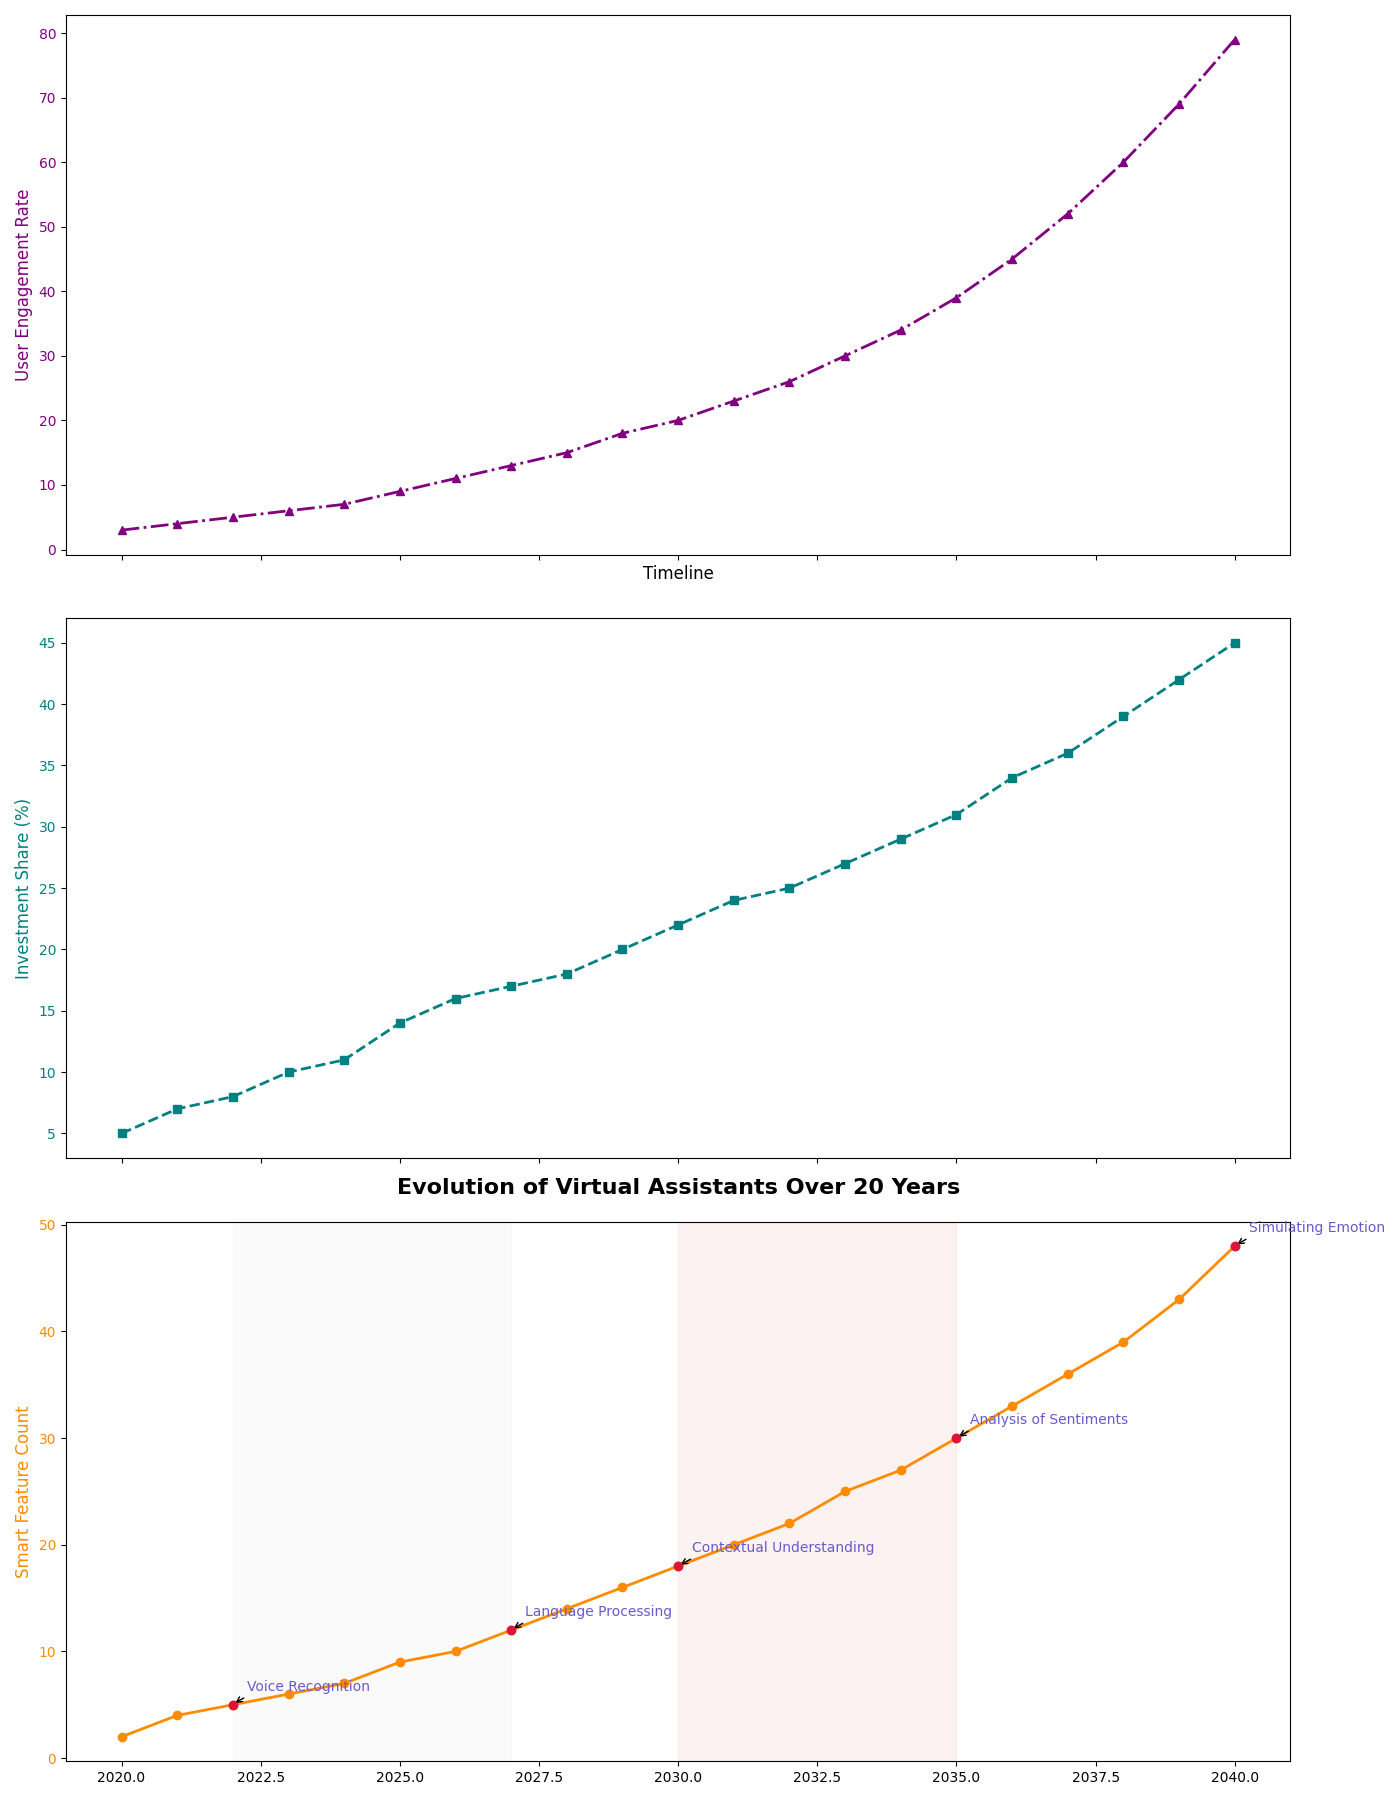 80
70
60
50
40
30
20
10
0
User Engagement Rate
Timeline
45
40
35
30
25
20
15
10
5
Investment Share (%)
Evolution of Virtual Assistants Over 20 Years
50
40
30
20
10
0
Smart Feature Count
Simulating Emotion
Analysis of Sentiments
Contextual Understanding
Language Processing
Voice Recognition
2020.0 2022.5 2025.0 2027.5 2030.0 2032.5 2035.0 2037.5 2040.0